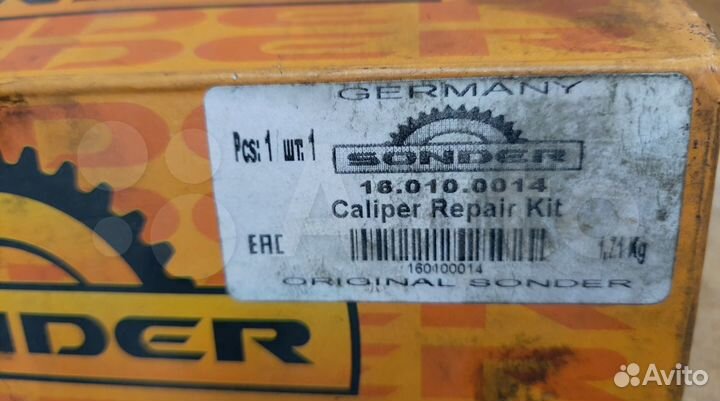 GERMANY
Pcs: 1 шт: 1
SONDER
16.010.0014
Caliper Repair Kit
EAC
1,71 Kg
160100014
ORIGINAL SONDER
NDER
Avito